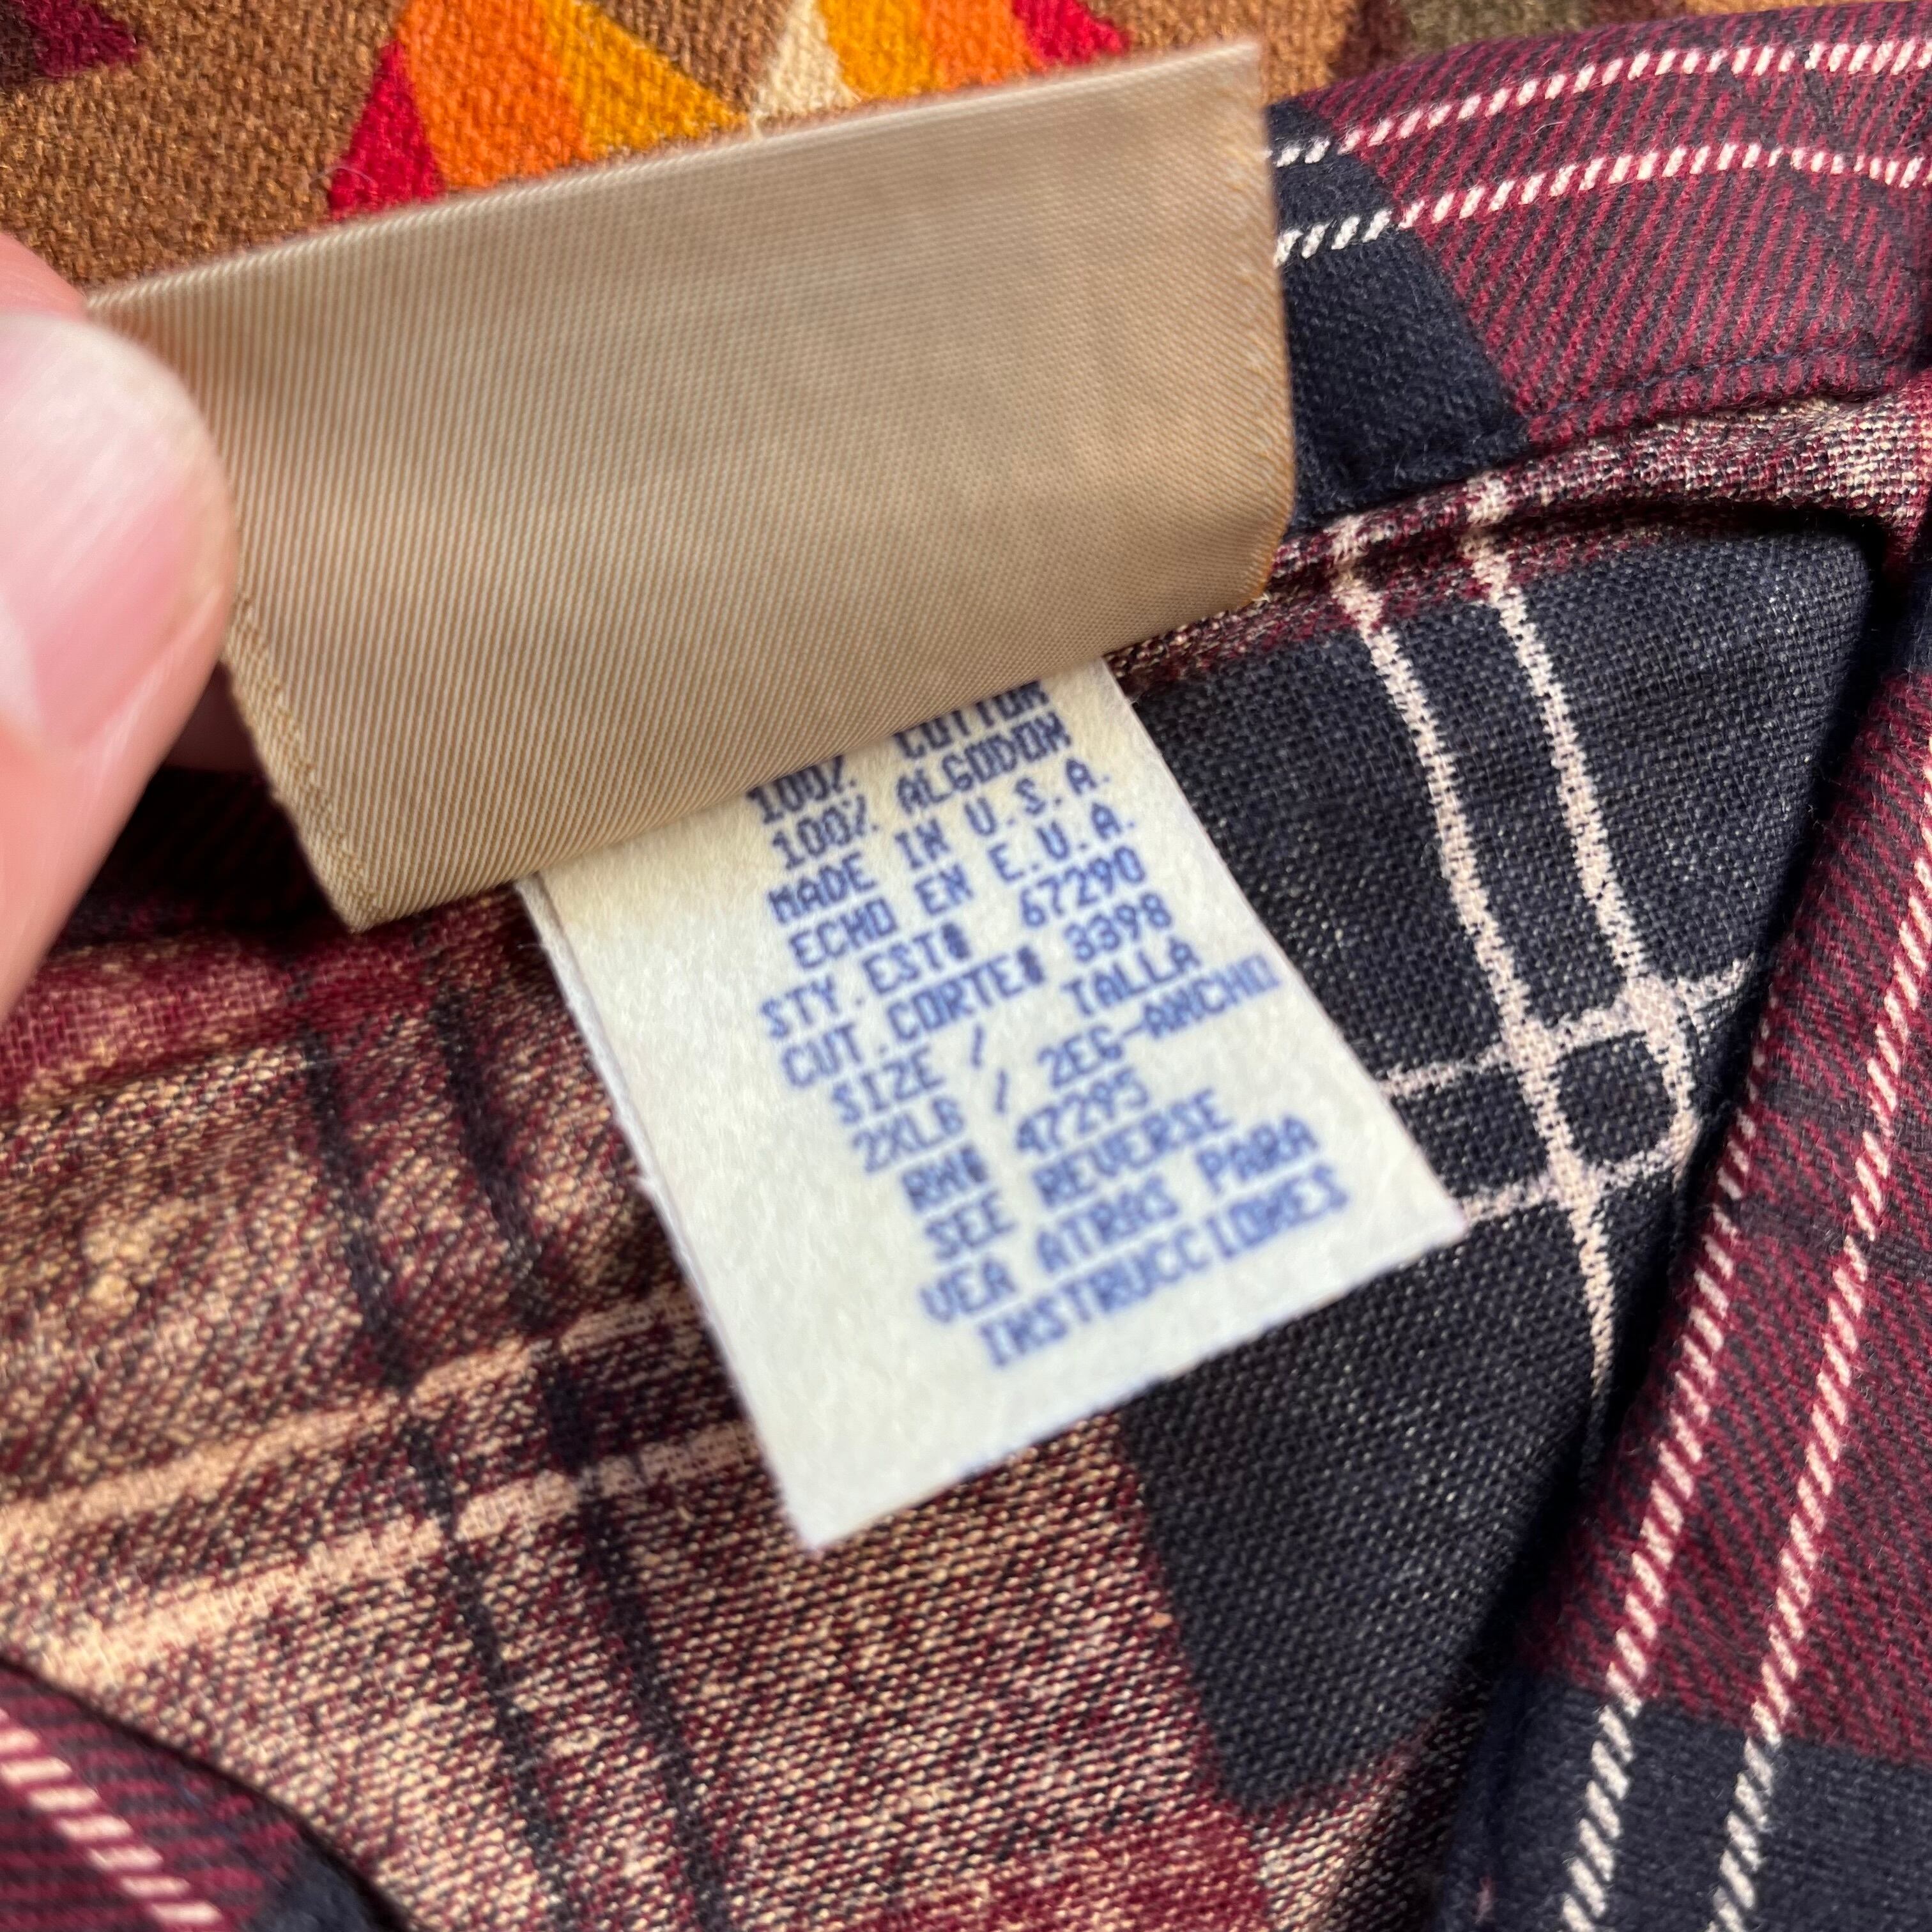 100% COTTON
100% ALGODON
MADE IN U.S.A.
ECHO EN E.U.A.
STY.EST# 67290
CUT.CORTE# 3398
SIZE / TALLA
2XLG / 2EG-ANCHO
RN# 47295
SEE REVERSE
VEA ATRAS PARA
INSTRUCCIONES